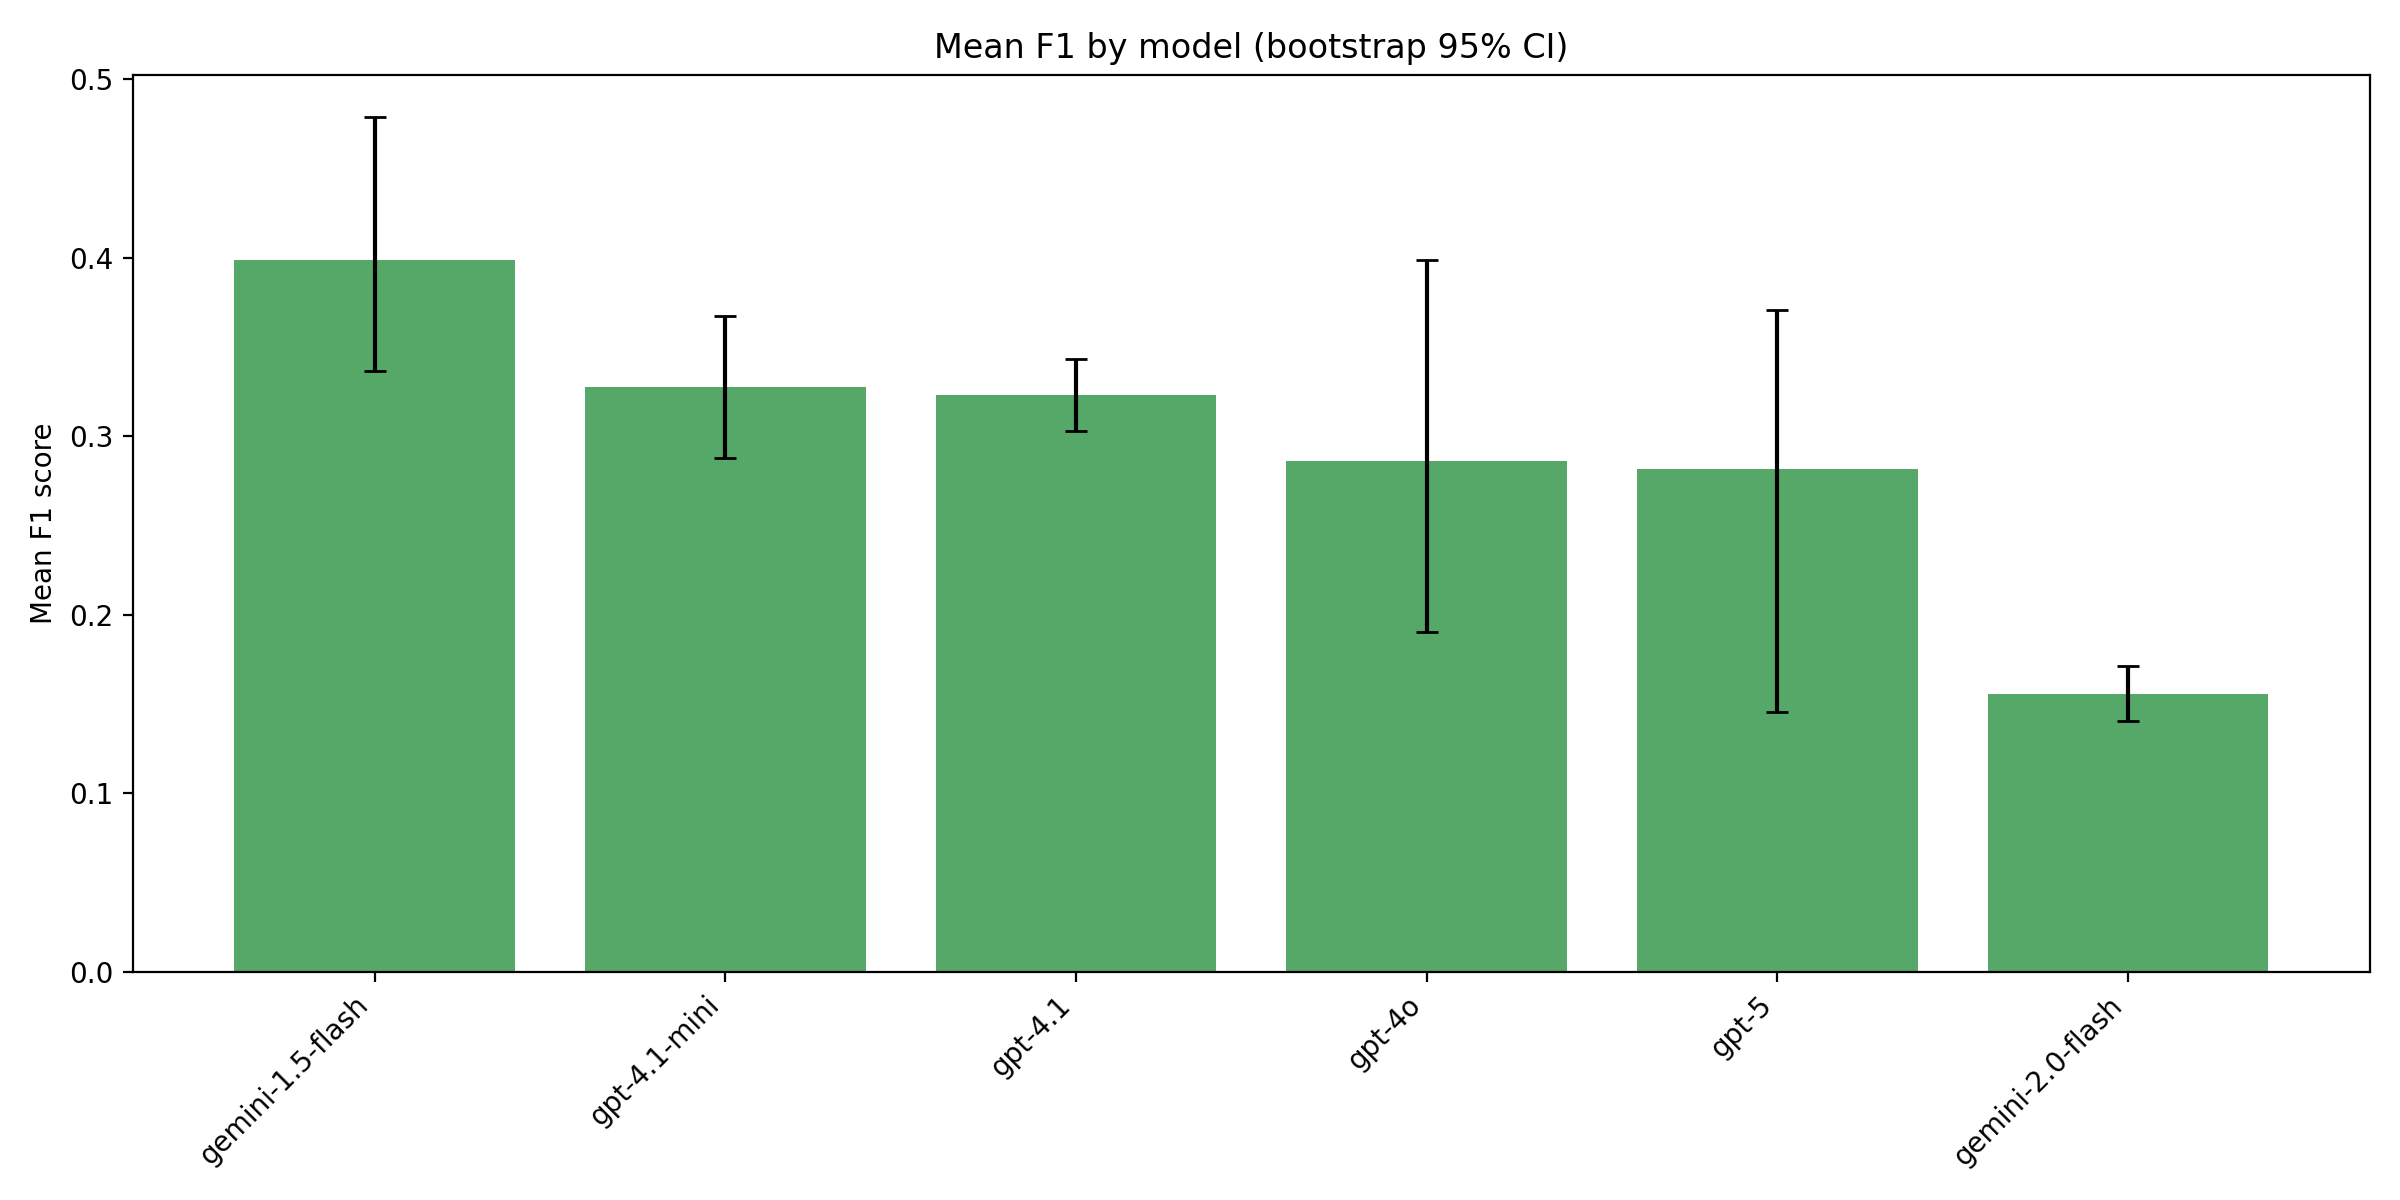 Mean F1 by model (bootstrap 95% CI)
Mean F1 score
0.5
0.4
0.3
0.2
0.1
0.0
gemini-1.5-flash
gpt-4.1-mini
gpt-4.1
gpt-4o
gpt-5
gemini-2.0-flash